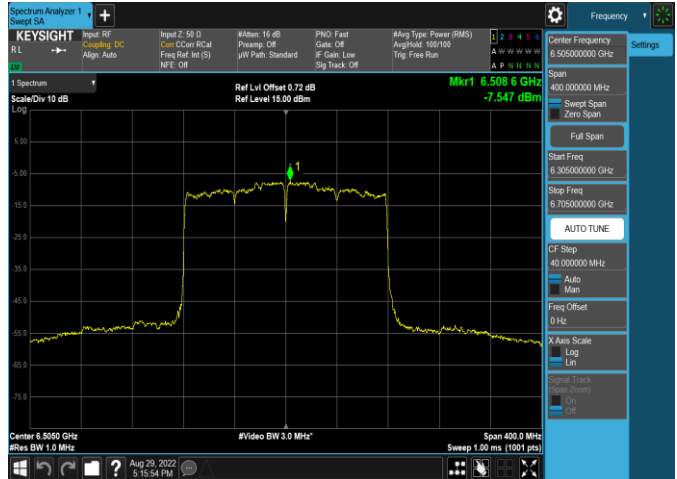 Spectrum Analyzer 1
Swept SA
Frequency
KEYSIGHT
RL
Input: RF
Coupling: DC
Align: Auto
Input Z: 50 Ω
Corr CCorr RCal
Freq Ref: Int (S)
NFE: Off
#Atten: 16 dB
Preamp: Off
µW Path: Standard
PNO: Fast
Gate: Off
IF Gain: Low
Sig Track: Off
#Avg Type: Power (RMS)
Avg|Hold: 100/100
Trig: Free Run
1 2 3 4 5 6
A W W W W W
A P N N N N
1 Spectrum
Scale/Div 10 dB
Log
Ref Lvl Offset 0.72 dB
Ref Level 15.00 dBm
Mkr1 6.508 6 GHz
-7.547 dBm
1
5.00
-5.00
-15.0
-25.0
-35.0
-45.0
-55.0
-65.0
-75.0
Center 6.5050 GHz
#Res BW 1.0 MHz
#Video BW 3.0 MHz*
Span 400.0 MHz
Sweep 1.00 ms (1001 pts)
Aug 29, 2022
5:15:54 PM
Settings
Center Frequency
6.505000000 GHz
Span
400.000000 MHz
Swept Span
Zero Span
Full Span
Start Freq
6.305000000 GHz
Stop Freq
6.705000000 GHz
AUTO TUNE
CF Step
40.000000 MHz
Auto
Man
Freq Offset
0 Hz
X Axis Scale
Log
Lin
Signal Track
(Span Zoom)
On
Off